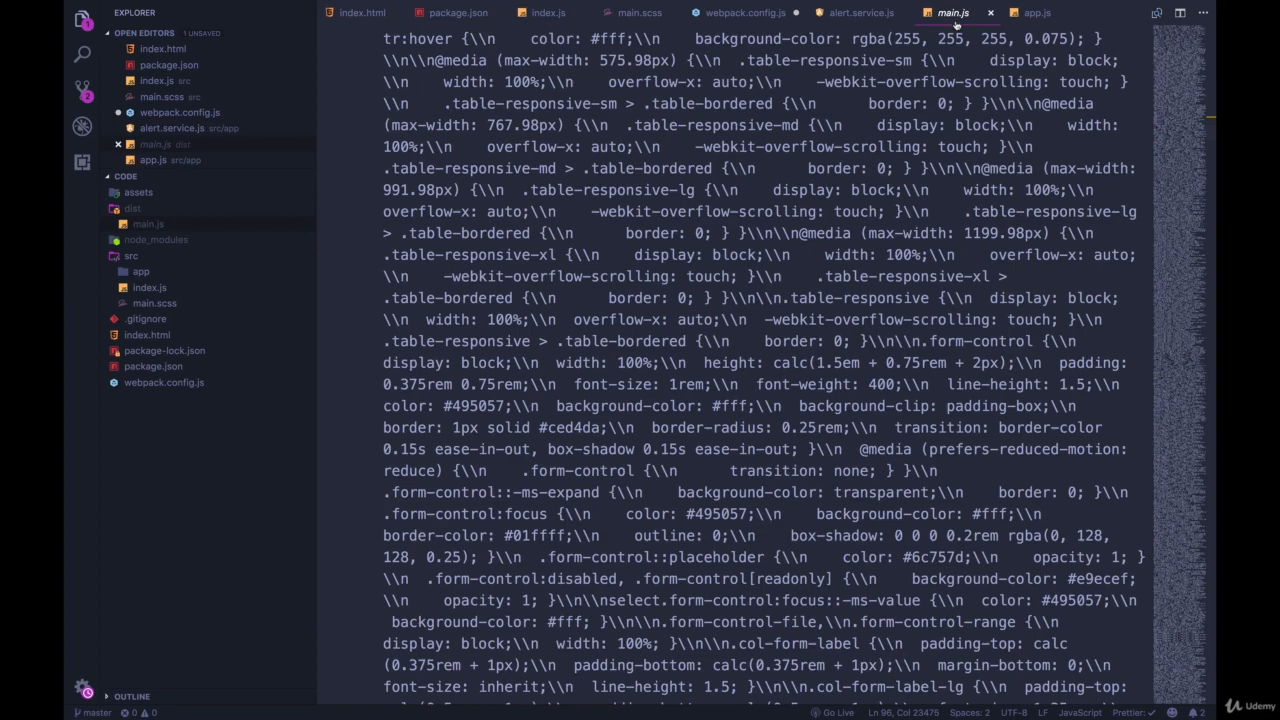 EXPLORER
OPEN EDITORS 1 UNSAVED
index.html
package.json
index.js src
main.scss src
webpack.config.js
alert.service.js src/app
main.js dist
app.js src/app
CODE
assets
dist
main.js
node_modules
src
app
index.js
main.scss
.gitignore
index.html
package-lock.json
package.json
webpack.config.js
OUTLINE
index.html package.json index.js main.scss webpack.config.js alert.service.js main.js app.js
tr:hover {\\n color: #fff;\\n background-color: rgba(255, 255, 255, 0.075); }
\\n\\n@media (max-width: 575.98px) {\\n .table-responsive-sm {\\n display: block;
\\n width: 100%;\\n overflow-x: auto;\\n -webkit-overflow-scrolling: touch; }
\\n .table-responsive-sm > .table-bordered {\\n border: 0; } }\\n\\n@media
(max-width: 767.98px) {\\n .table-responsive-md {\\n display: block;\\n width:
100%;\\n overflow-x: auto;\\n -webkit-overflow-scrolling: touch; }\\n
.table-responsive-md > .table-bordered {\\n border: 0; } }\\n\\n@media (max-width:
991.98px) {\\n .table-responsive-lg {\\n display: block;\\n width: 100%;\\n
overflow-x: auto;\\n -webkit-overflow-scrolling: touch; }\\n .table-responsive-lg
> .table-bordered {\\n border: 0; } }\\n\\n@media (max-width: 1199.98px) {\\n
.table-responsive-xl {\\n display: block;\\n width: 100%;\\n overflow-x: auto;
\\n -webkit-overflow-scrolling: touch; }\\n .table-responsive-xl >
.table-bordered {\\n border: 0; } }\\n\\n.table-responsive {\\n display: block;
\\n width: 100%;\\n overflow-x: auto;\\n -webkit-overflow-scrolling: touch; }\\n
.table-responsive > .table-bordered {\\n border: 0; }\\n\\n.form-control {\\n
display: block;\\n width: 100%;\\n height: calc(1.5em + 0.75rem + 2px);\\n padding:
0.375rem 0.75rem;\\n font-size: 1rem;\\n font-weight: 400;\\n line-height: 1.5;\\n
color: #495057;\\n background-color: #fff;\\n background-clip: padding-box;\\n
border: 1px solid #ced4da;\\n border-radius: 0.25rem;\\n transition: border-color
0.15s ease-in-out, box-shadow 0.15s ease-in-out; }\\n @media (prefers-reduced-motion:
reduce) {\\n .form-control {\\n transition: none; } }\\n
.form-control::-ms-expand {\\n background-color: transparent;\\n border: 0; }\\n
.form-control:focus {\\n color: #495057;\\n background-color: #fff;\\n
border-color: #01ffff;\\n outline: 0;\\n box-shadow: 0 0 0 0.2rem rgba(0, 128,
128, 0.25); }\\n .form-control::placeholder {\\n color: #6c757d;\\n opacity: 1; }
\\n .form-control:disabled, .form-control[readonly] {\\n background-color: #e9ecef;
\\n opacity: 1; }\\n\\nselect.form-control:focus::-ms-value {\\n color: #495057;\\n
background-color: #fff; }\\n\\n.form-control-file,\\n.form-control-range {\\n
display: block;\\n width: 100%; }\\n\\n.col-form-label {\\n padding-top: calc
(0.375rem + 1px);\\n padding-bottom: calc(0.375rem + 1px);\\n margin-bottom: 0;\\n
font-size: inherit;\\n line-height: 1.5; }\\n\\n.col-form-label-lg {\\n padding-top:
master 0 0 Go Live Ln 96, Col 23475 Spaces: 2 UTF-8 LF JavaScript Prettier: ✓ 2
Udemy